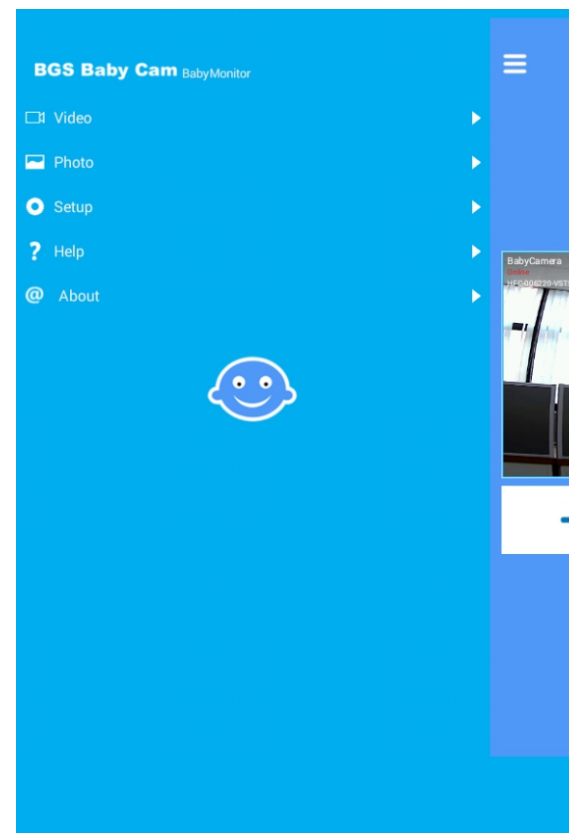 BGS Baby Cam BabyMonitor
Video
Photo
Setup
? Help
@ About
BabyCamera
Online